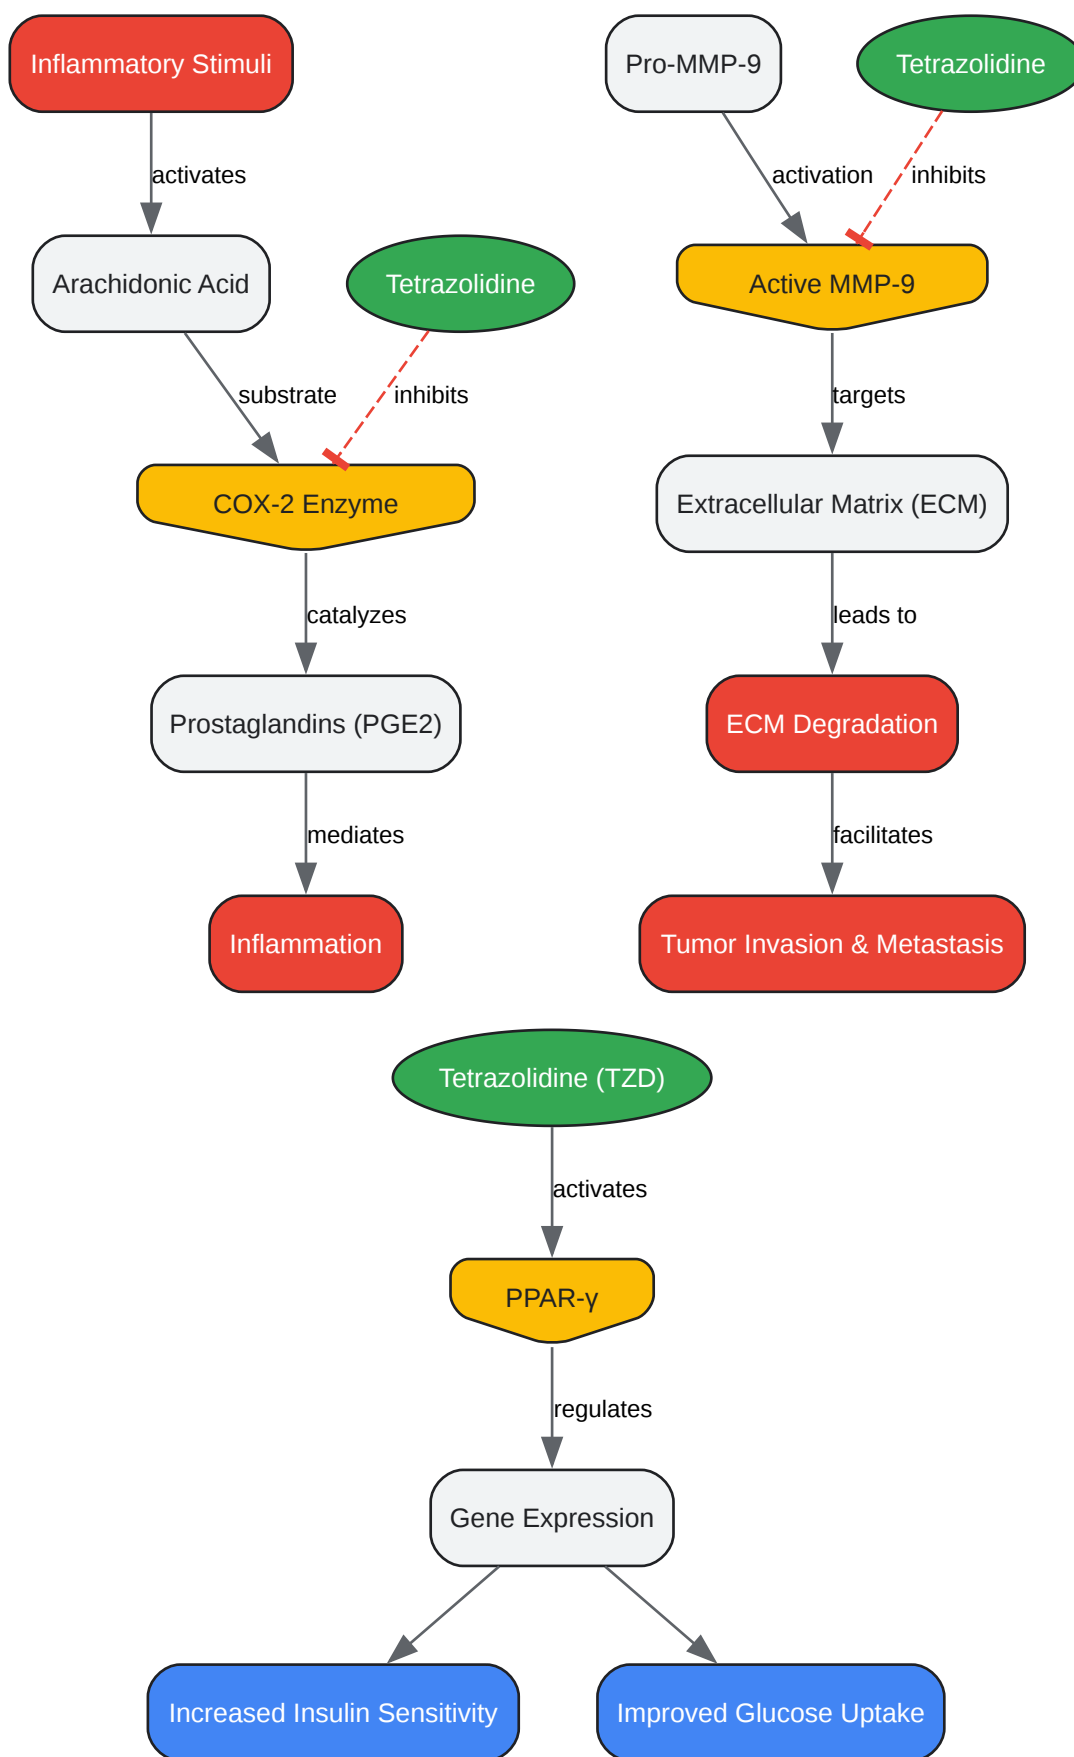 Inflammatory Stimuli
activates
Arachidonic Acid
Tetrazolidine
substrate
inhibits
COX-2 Enzyme
catalyzes
Prostaglandins (PGE2)
mediates
Inflammation
Pro-MMP-9
Tetrazolidine
activation
inhibits
Active MMP-9
targets
Extracellular Matrix (ECM)
leads to
ECM Degradation
facilitates
Tumor Invasion & Metastasis
Tetrazolidine (TZD)
activates
PPAR-γ
regulates
Gene Expression
Increased Insulin Sensitivity
Improved Glucose Uptake